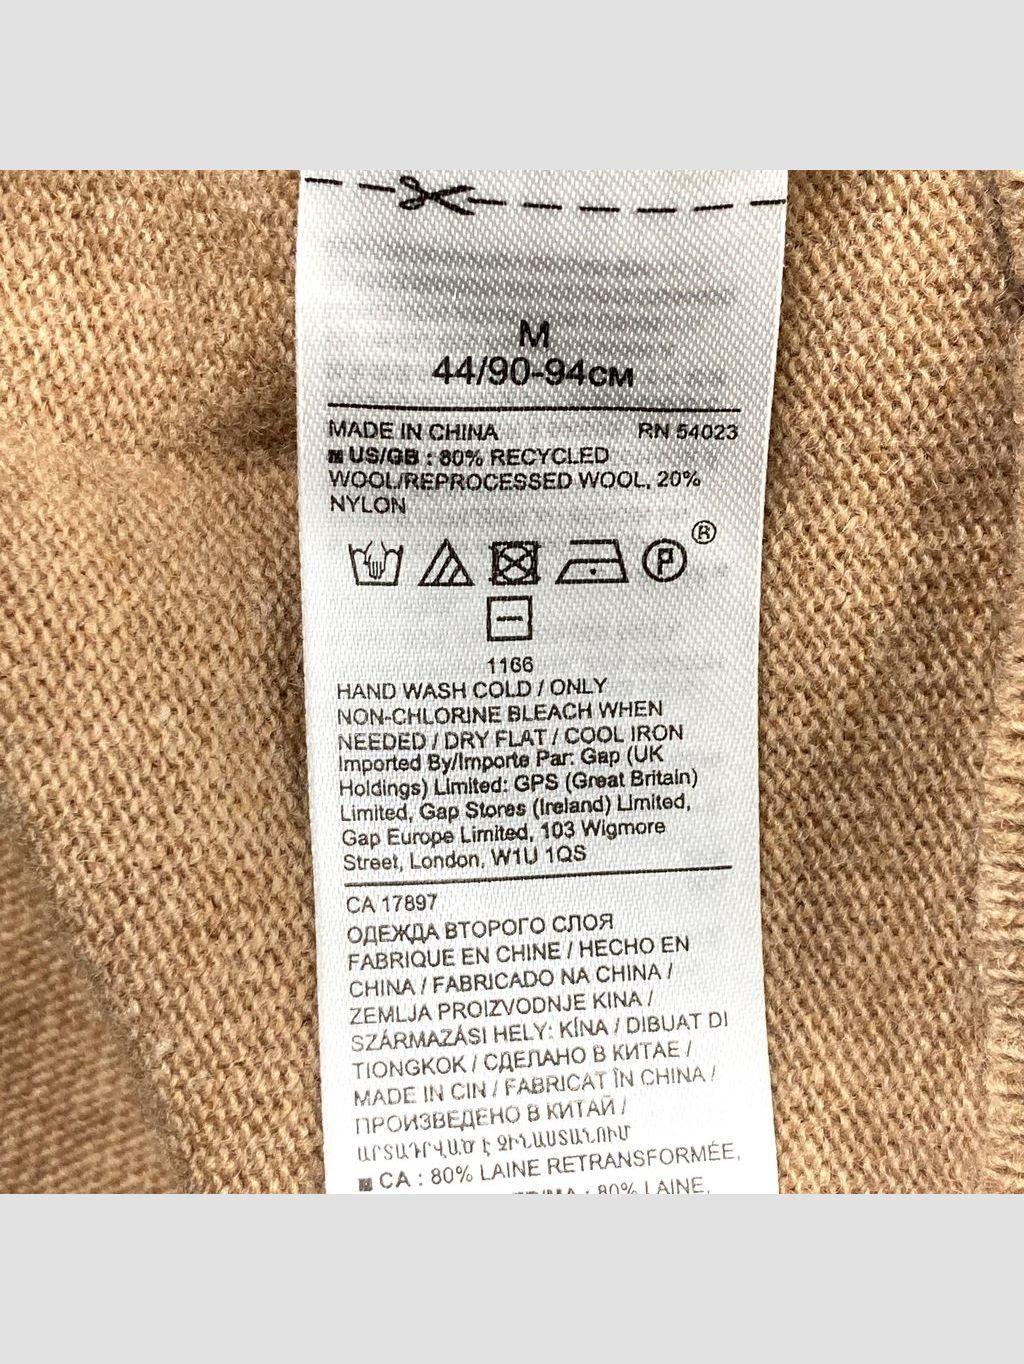 M
44/90-94CM
MADE IN CHINA RN 54023
US/GB : 80% RECYCLED
WOOL/REPROCESSED WOOL, 20%
NYLON
®
P
1166
HAND WASH COLD / ONLY
NON-CHLORINE BLEACH WHEN
NEEDED / DRY FLAT / COOL IRON
Imported By/Importe Par: Gap (UK
Holdings) Limited: GPS (Great Britain)
Limited, Gap Stores (Ireland) Limited,
Gap Europe Limited, 103 Wigmore
Street, London, W1U 1QS
CA 17897
ОДЕЖДА ВТОРОГО СЛОЯ
FABRIQUE EN CHINE / HECHO EN
CHINA / FABRICADO NA CHINA /
ZEMLJA PROIZVODNJE KINA /
SZÁRMAZÁSI HELY: KÍNA / DIBUAT DI
TIONGKOK / СДЕЛАНО В КИТАЕ /
MADE IN CIN / FABRICAT ÎN CHINA /
ПРОИЗВЕДЕНО В КИТАЙ /
ԱՐՏԱԴՐՎԱԾ Է ՉԻՆԱՍՏԱՆՈՒՄ
CA : 80% LAINE RETRANSFORMÉE,
80% LAINE,